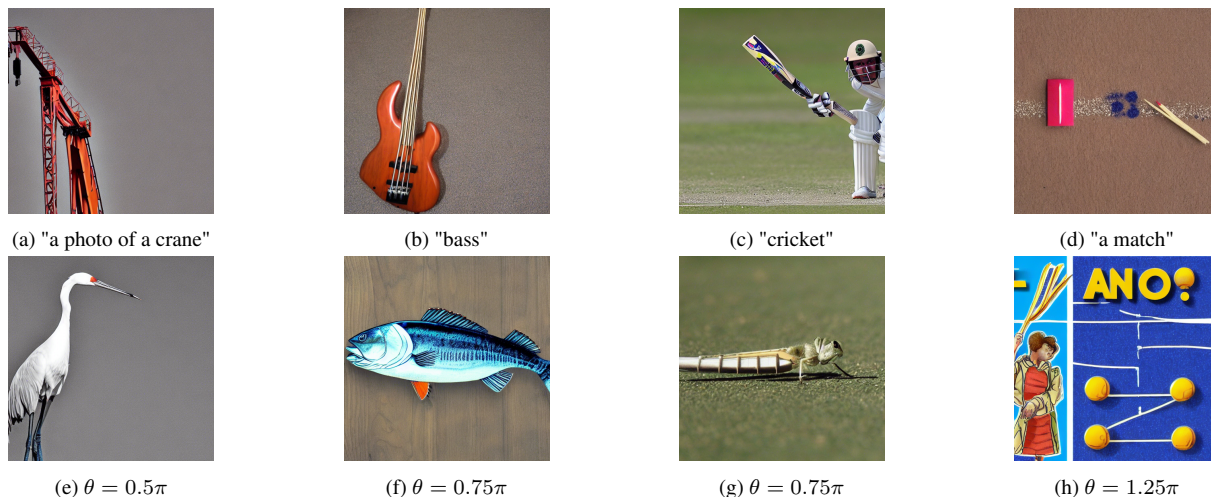 (a) "a photo of a crane"
(b) "bass"
(c) "cricket"
(d) "a match"
ANO!
(e) θ = 0.5π
(f) θ = 0.75π
(g) θ = 0.75π
(h) θ = 1.25π